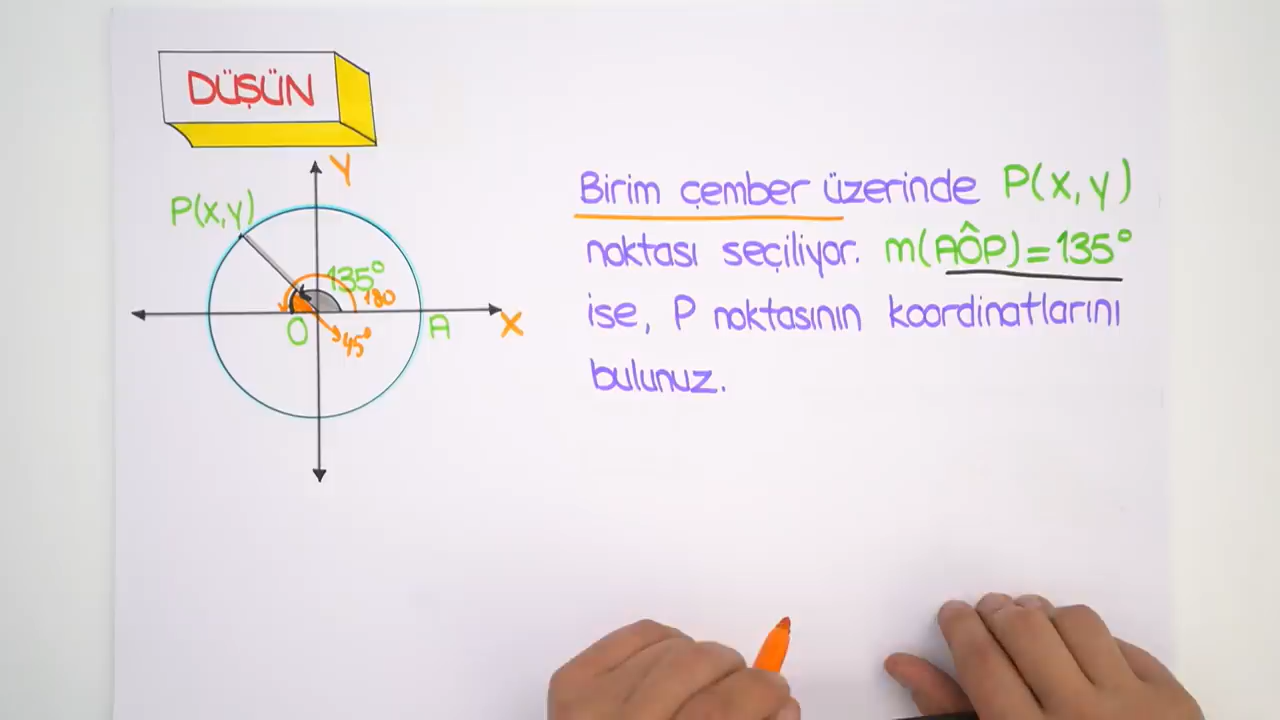 DÜŞÜN
Y
P(x,y)
135°
180
O
A
X
45°
Birim çember üzerinde P(x,y)
noktası seçiliyor. m(AÔP)=135°
ise, P noktasının koordinatlarını
bulunuz.